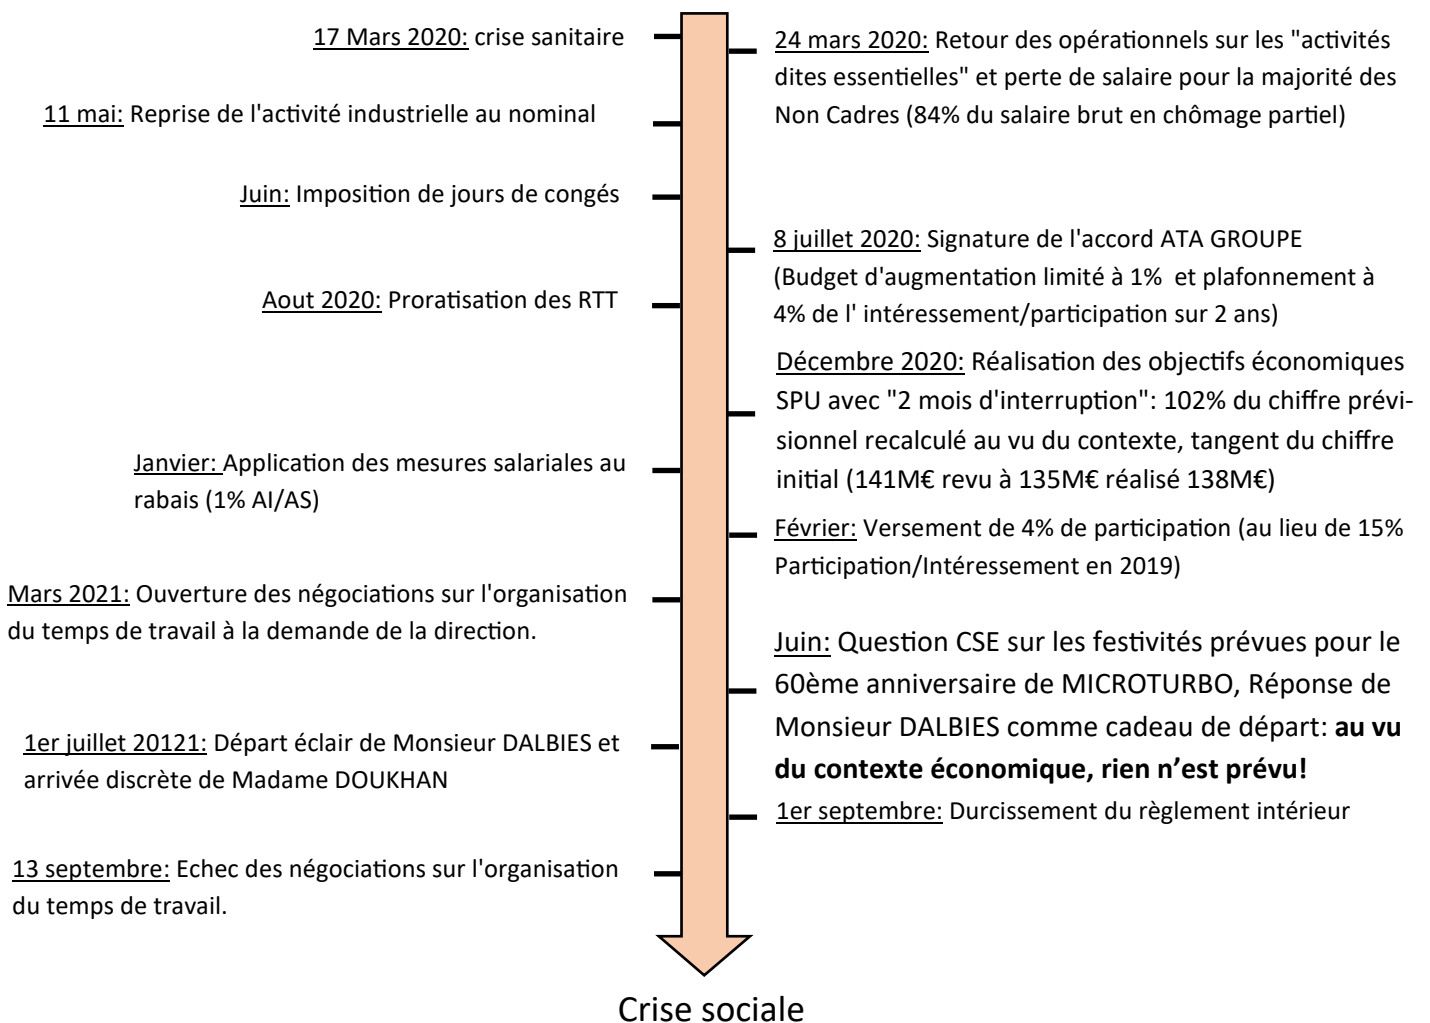 17 Mars 2020: crise sanitaire
24 mars 2020: Retour des opérationnels sur les "activités
dites essentielles" et perte de salaire pour la majorité des
Non Cadres (84% du salaire brut en chômage partiel)
11 mai: Reprise de l'activité industrielle au nominal
Juin: Imposition de jours de congés
8 juillet 2020: Signature de l'accord ATA GROUPE
(Budget d'augmentation limité à 1% et plafonnement à
4% de l' intéressement/participation sur 2 ans)
Aout 2020: Proratisation des RTT
Décembre 2020: Réalisation des objectifs économiques
SPU avec "2 mois d'interruption": 102% du chiffre prévi-
sionnel recalculé au vu du contexte, tangent du chiffre
initial (141M€ revu à 135M€ réalisé 138M€)
Janvier: Application des mesures salariales au
rabais (1% AI/AS)
Février: Versement de 4% de participation (au lieu de 15%
Participation/Intéressement en 2019)
Mars 2021: Ouverture des négociations sur l'organisation
du temps de travail à la demande de la direction.
Juin: Question CSE sur les festivités prévues pour le
60ème anniversaire de MICROTURBO, Réponse de
Monsieur DALBIES comme cadeau de départ: au vu
du contexte économique, rien n’est prévu!
1er juillet 20121: Départ éclair de Monsieur DALBIES et
arrivée discrète de Madame DOUKHAN
1er septembre: Durcissement du règlement intérieur
13 septembre: Echec des négociations sur l'organisation
du temps de travail.
Crise sociale